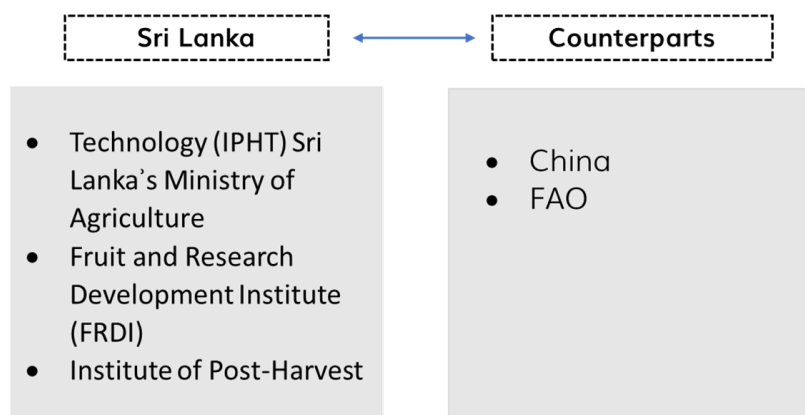 Sri Lanka
Counterparts
• Technology (IPHT) Sri
Lanka's Ministry of
Agriculture
• Fruit and Research
Development Institute
(FRDI)
• Institute of Post-Harvest
• China
• FAO